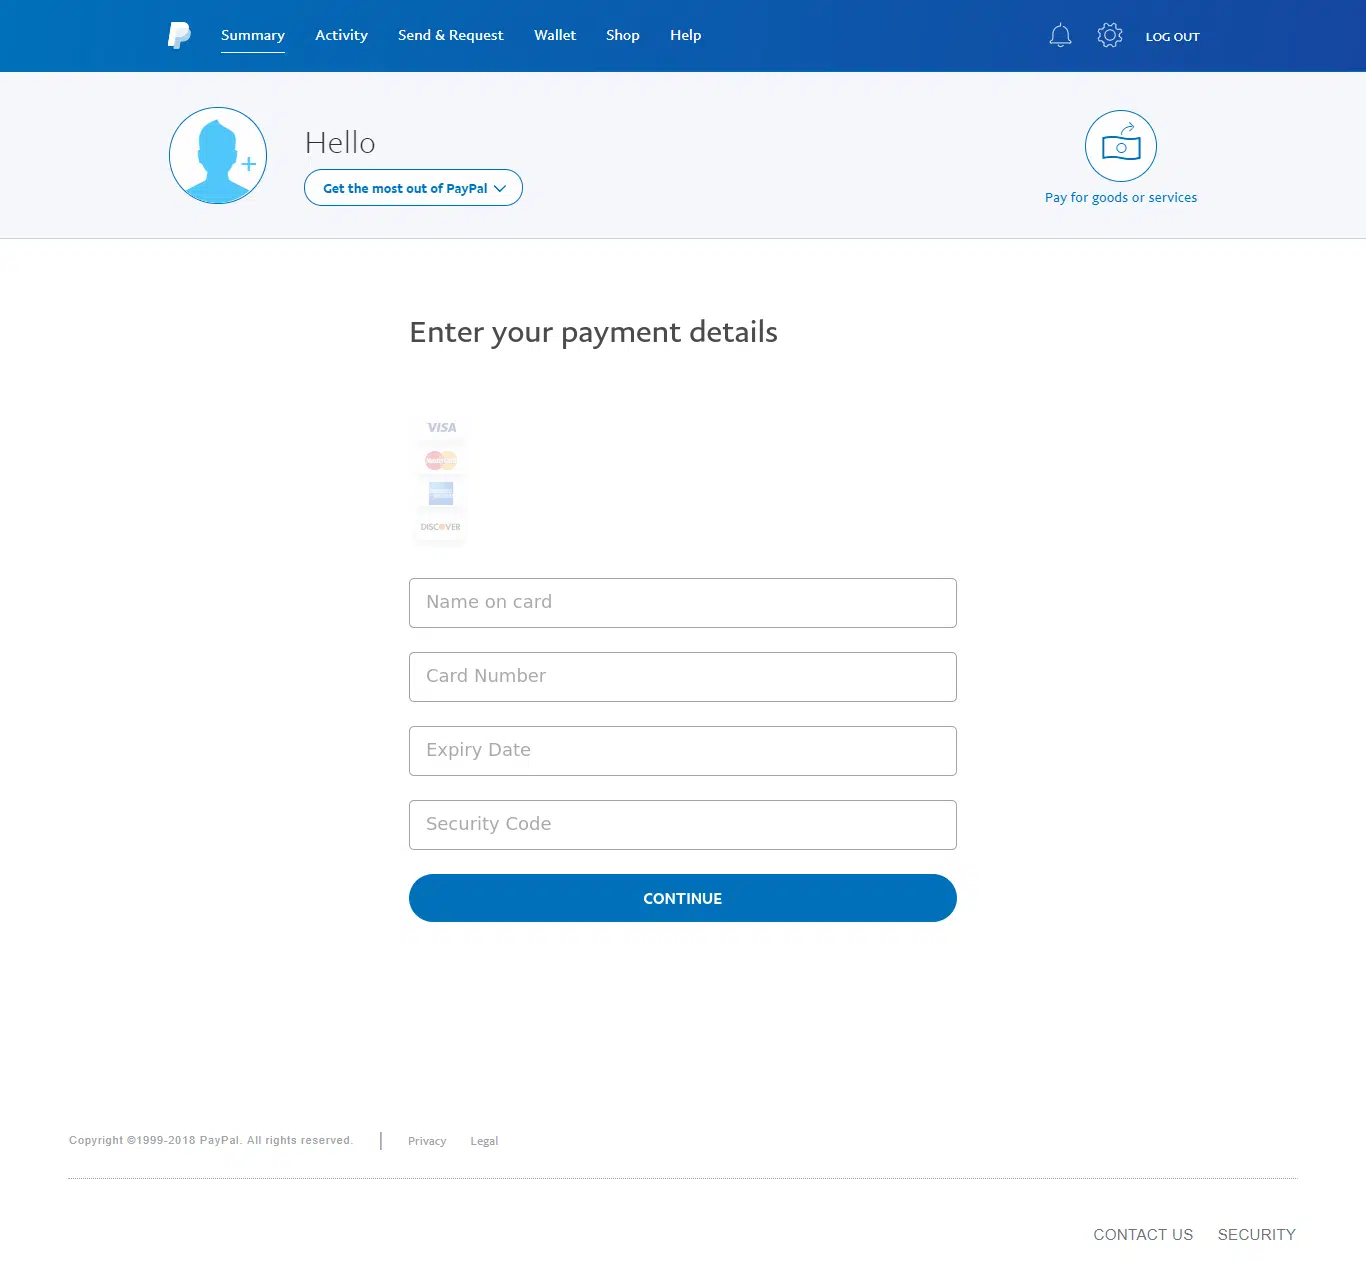 Summary Activity Send & Request Wallet Shop Help LOG OUT
Hello
Get the most out of PayPal
Pay for goods or services
Enter your payment details
VISA
DISCOVER
Name on card
Card Number
Expiry Date
Security Code
CONTINUE
Copyright ©1999-2018 PayPal. All rights reserved. | Privacy Legal
CONTACT US SECURITY